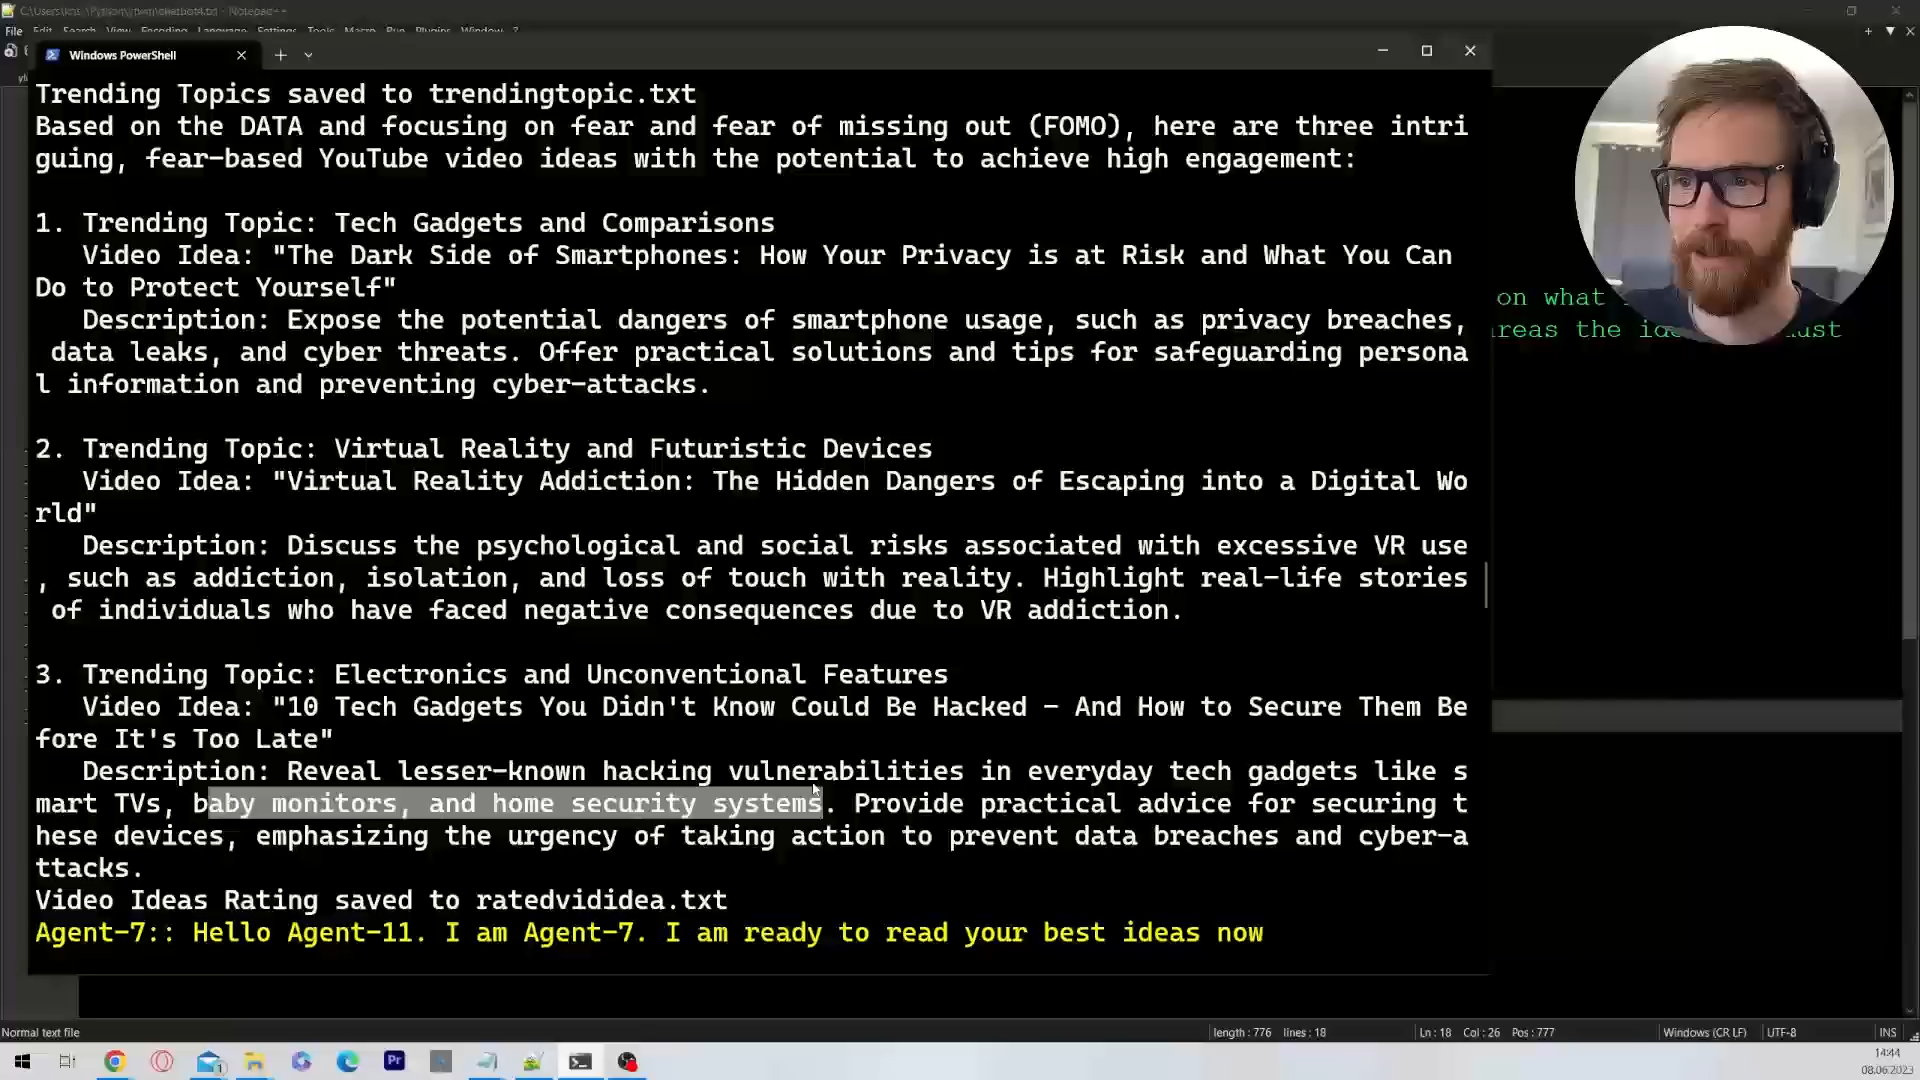 Windows PowerShell
Trending Topics saved to trendingtopic.txt
Based on the DATA and focusing on fear and fear of missing out (FOMO), here are three intri
guing, fear-based YouTube video ideas with the potential to achieve high engagement:
1. Trending Topic: Tech Gadgets and Comparisons
Video Idea: "The Dark Side of Smartphones: How Your Privacy is at Risk and What You Can
Do to Protect Yourself"
on what
Description: Expose the potential dangers of smartphone usage, such as privacy breaches,
reas the
ust
data leaks, and cyber threats. Offer practical solutions and tips for safeguarding persona
l information and preventing cyber-attacks.
2. Trending Topic: Virtual Reality and Futuristic Devices
Video Idea: "Virtual Reality Addiction: The Hidden Dangers of Escaping into a Digital Wo
rld"
Description: Discuss the psychological and social risks associated with excessive VR use
, such as addiction, isolation, and loss of touch with reality. Highlight real-life stories
of individuals who have faced negative consequences due to VR addiction.
3. Trending Topic: Electronics and Unconventional Features
Video Idea: "10 Tech Gadgets You Didn't Know Could Be Hacked - And How to Secure Them Be
fore It's Too Late"
Description: Reveal lesser-known hacking vulnerabilities in everyday tech gadgets like s
mart TVs, baby monitors, and home security systems. Provide practical advice for securing t
hese devices, emphasizing the urgency of taking action to prevent data breaches and cyber-a
ttacks.
Video Ideas Rating saved to ratedvididea.txt
Agent-7:: Hello Agent-11. I am Agent-7. I am ready to read your best ideas now
Normal text file length : 776 lines : 18 Ln : 18 Col : 26 Pos : 777 Windows (CR LF) UTF-8 INS
Pr
14:44
08.06.2023